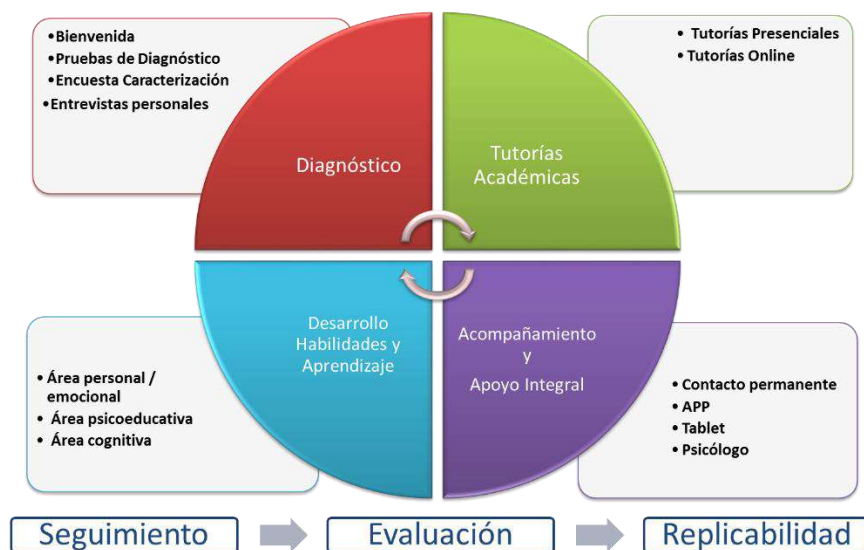 •Bienvenida
•Pruebas de Diagnóstico
•Encuesta Caracterización
•Entrevistas personales
• Tutorías Presenciales
• Tutorías Online
Diagnóstico
Tutorías
Académicas
Desarrollo
Habilidades y
Aprendizaje
Acompañamiento
y
Apoyo Integral
• Área personal /
emocional
• Área psicoeducativa
• Área cognitiva
• Contacto permanente
• APP
• Tablet
• Psicólogo
Seguimiento
Evaluación
Replicabilidad